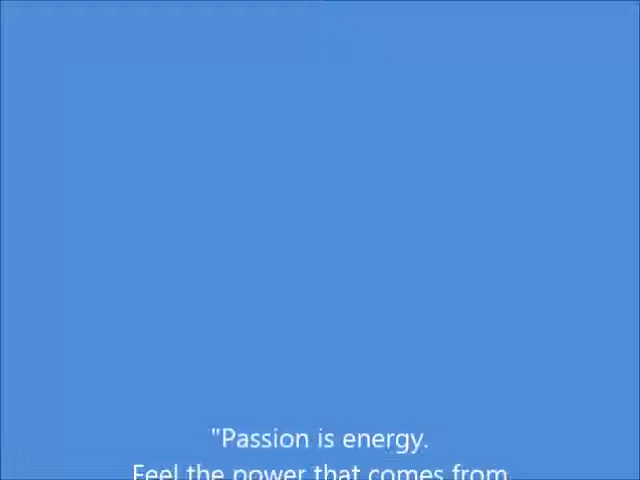 "Passion is energy.
Feel the power that comes from